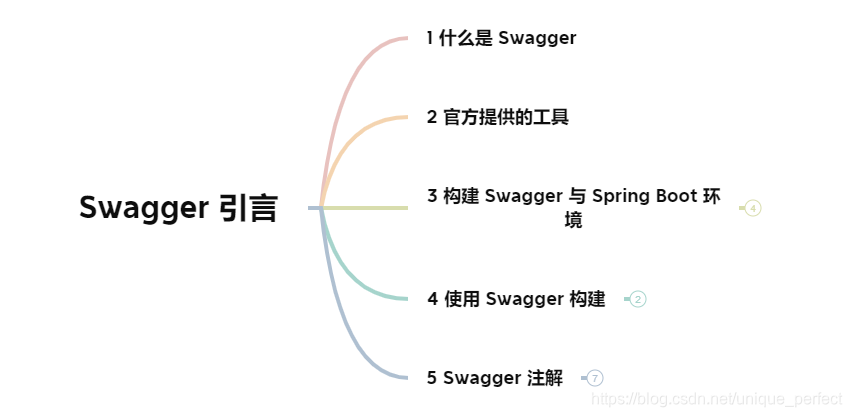 Swagger 引言
1 什么是 Swagger
2 官方提供的工具
3 构建 Swagger 与 Spring Boot 环
境
4
4 使用 Swagger 构建
2
5 Swagger 注解
7
https://blog.csdn.net/unique_perfect